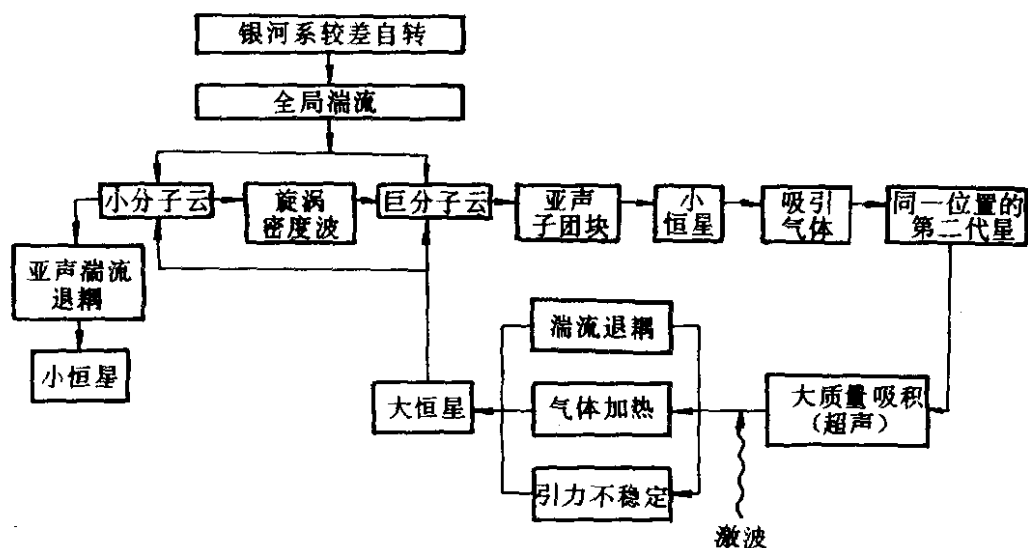 银河系较差自转
全局湍流
小分子云
旋涡
密度波
巨分子云
亚声
子团块
小
恒星
吸引
气体
同一位置的
第二代星
亚声湍流
退耦
小恒星
湍流退耦
大恒星
气体加热
大质量吸积
(超声)
引力不稳定
激波